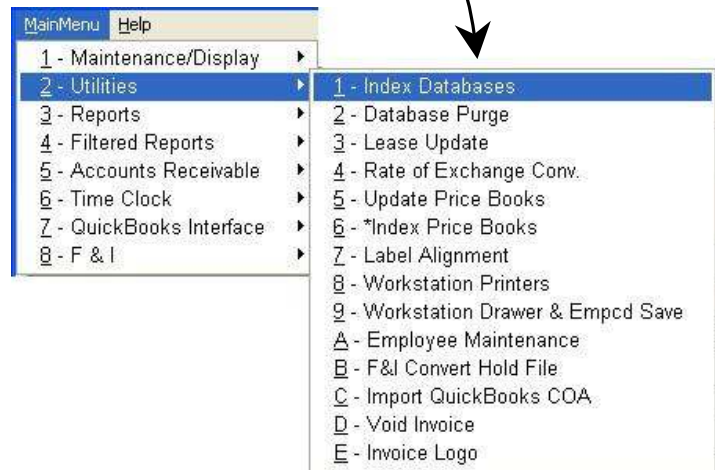 MainMenu Help
1 - Maintenance/Display
2 - Utilities
3 - Reports
4 - Filtered Reports
5 - Accounts Receivable
6 - Time Clock
7 - QuickBooks Interface
8 - F & I
1 - Index Databases
2 - Database Purge
3 - Lease Update
4 - Rate of Exchange Conv.
5 - Update Price Books
6 - *Index Price Books
7 - Label Alignment
8 - Workstation Printers
9 - Workstation Drawer & Empcd Save
A - Employee Maintenance
B - F&I Convert Hold File
C - Import QuickBooks COA
D - Void Invoice
E - Invoice Logo